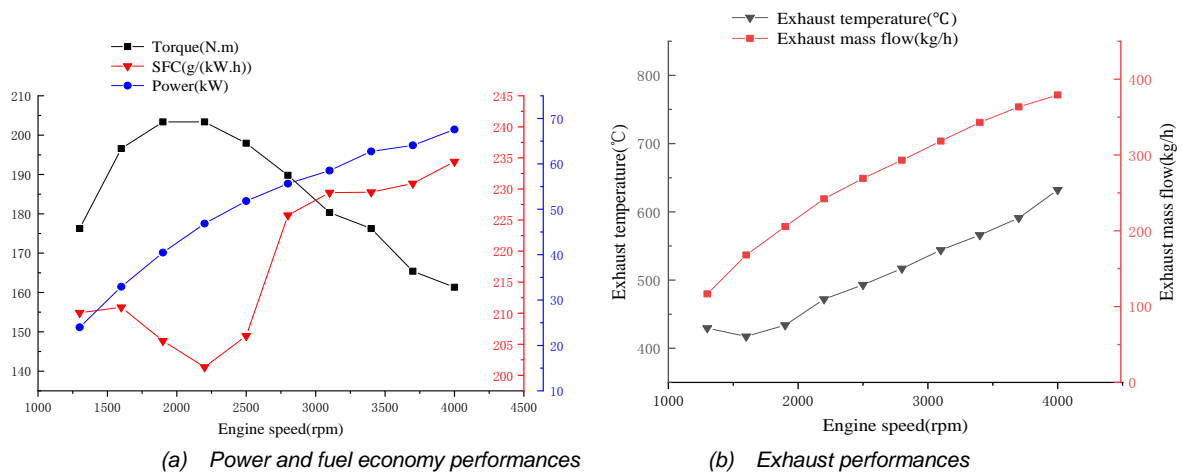 Torque(N.m)
SFC(g/(kW.h))
Power(kW)
210
200
190
180
170
160
150
140
1000 1500 2000 2500 3000 3500 4000 4500
Engine speed(rpm)
245
240
235
230
225
220
215
210
205
200
70
60
50
40
30
20
10
(a) Power and fuel economy performances
Exhaust temperature(℃)
Exhaust mass flow(kg/h)
Exhaust temperature(℃)
800
700
600
500
400
1000 2000 3000 4000
Engine speed(rpm)
400
300
200
100
0
Exhaust mass flow(kg/h)
(b) Exhaust performances